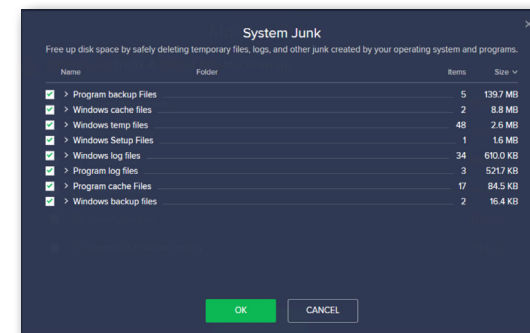 System Junk
Free up disk space by safely deleting temporary files, logs, and other junk created by your operating system and programs.
Name Folder Items Size
Program backup Files 5 139.7 MB
Windows cache files 2 8.8 MB
Windows temp files 48 2.6 MB
Windows Setup Files 1 1.6 MB
Windows log files 34 610.0 KB
Program log files 3 521.7 KB
Program cache Files 17 84.5 KB
Windows backup files 2 16.4 KB
OK CANCEL